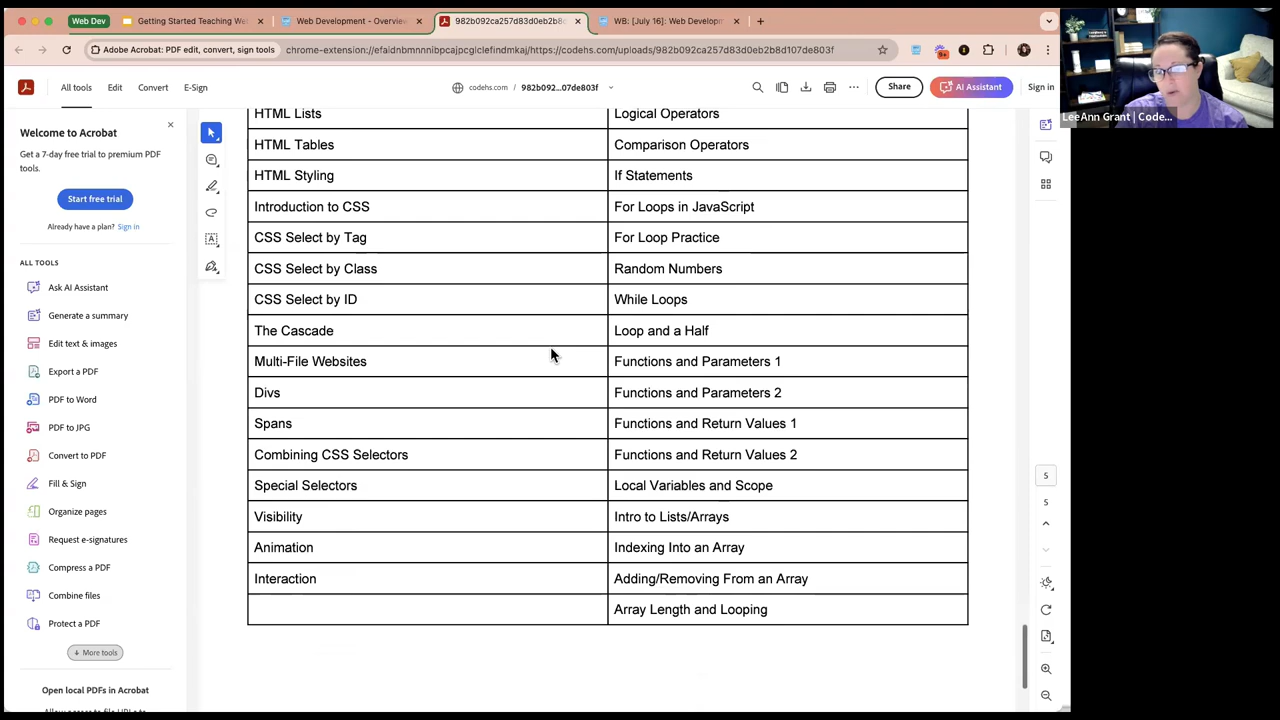 Web Dev
Getting Started Teaching We
Web Development - Overview
982b092ca257d83d0eb2b8d
WB: [July 16]: Web Developm
Adobe Acrobat: PDF edit, convert, sign tools
chrome-extension://efaidnbmnnnibpcajpcglclefindmkaj/https://codehs.com/uploads/982b092ca257d83d0eb2b8d107de803f
9+
All tools
Edit
Convert
E-Sign
codehs.com / 982b092...07de803f
Share
AI Assistant
Sign in
LeeAnn Grant | Code...
Welcome to Acrobat
Get a 7-day free trial to premium PDF
tools.
Start free trial
Already have a plan? Sign in
ALL TOOLS
Ask AI Assistant
Generate a summary
Edit text & images
Export a PDF
PDF to Word
PDF to JPG
Convert to PDF
Fill & Sign
Organize pages
Request e-signatures
Compress a PDF
Combine files
Protect a PDF
More tools
Open local PDFs in Acrobat
HTML Lists
Logical Operators
HTML Tables
Comparison Operators
HTML Styling
If Statements
Introduction to CSS
For Loops in JavaScript
CSS Select by Tag
For Loop Practice
CSS Select by Class
Random Numbers
CSS Select by ID
While Loops
The Cascade
Loop and a Half
Multi-File Websites
Functions and Parameters 1
Divs
Functions and Parameters 2
Spans
Functions and Return Values 1
Combining CSS Selectors
Functions and Return Values 2
Special Selectors
Local Variables and Scope
Visibility
Intro to Lists/Arrays
Animation
Indexing Into an Array
Interaction
Adding/Removing From an Array
Array Length and Looping
5
5